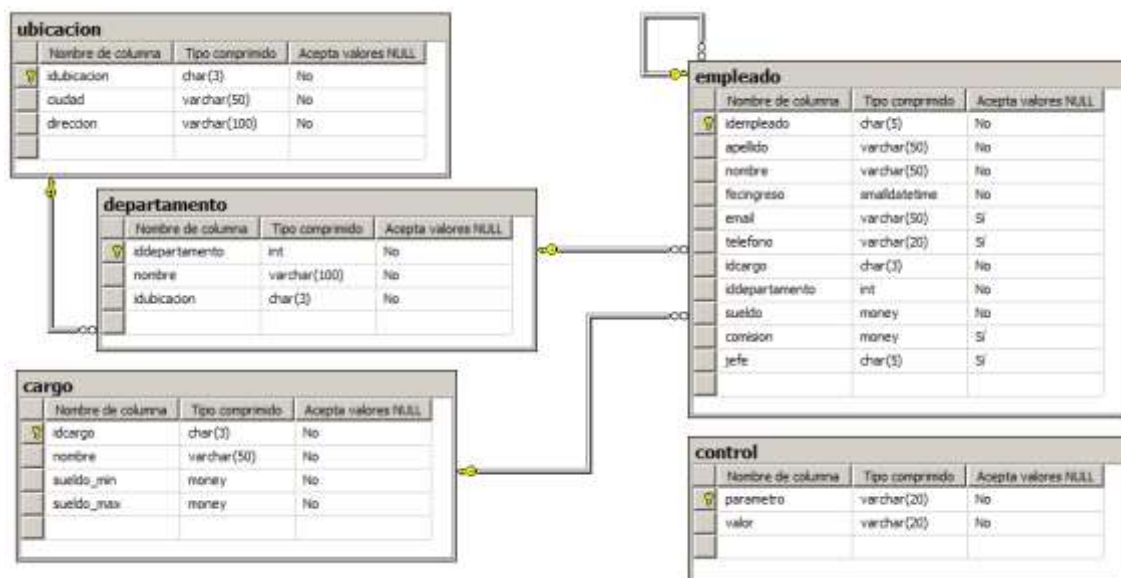 ubicacion
Nombre de columna Tipo comprimido Acepta valores NULL
idubicacion char(3) No
ciudad varchar(50) No
direccion varchar(100) No
departamento
Nombre de columna Tipo comprimido Acepta valores NULL
iddepartamento int No
nombre varchar(100) No
idubicacion char(3) No
cargo
Nombre de columna Tipo comprimido Acepta valores NULL
idcargo char(3) No
nombre varchar(50) No
sueldo_min money No
sueldo_max money No
empleado
Nombre de columna Tipo comprimido Acepta valores NULL
idempleado char(5) No
apellido varchar(50) No
nombre varchar(50) No
fecingreso smalldatetime No
email varchar(50) Sí
telefono varchar(20) Sí
idcargo char(3) No
iddepartamento int No
sueldo money No
comision money Sí
jefe char(5) Sí
control
Nombre de columna Tipo comprimido Acepta valores NULL
parametro varchar(20) No
valor varchar(20) No